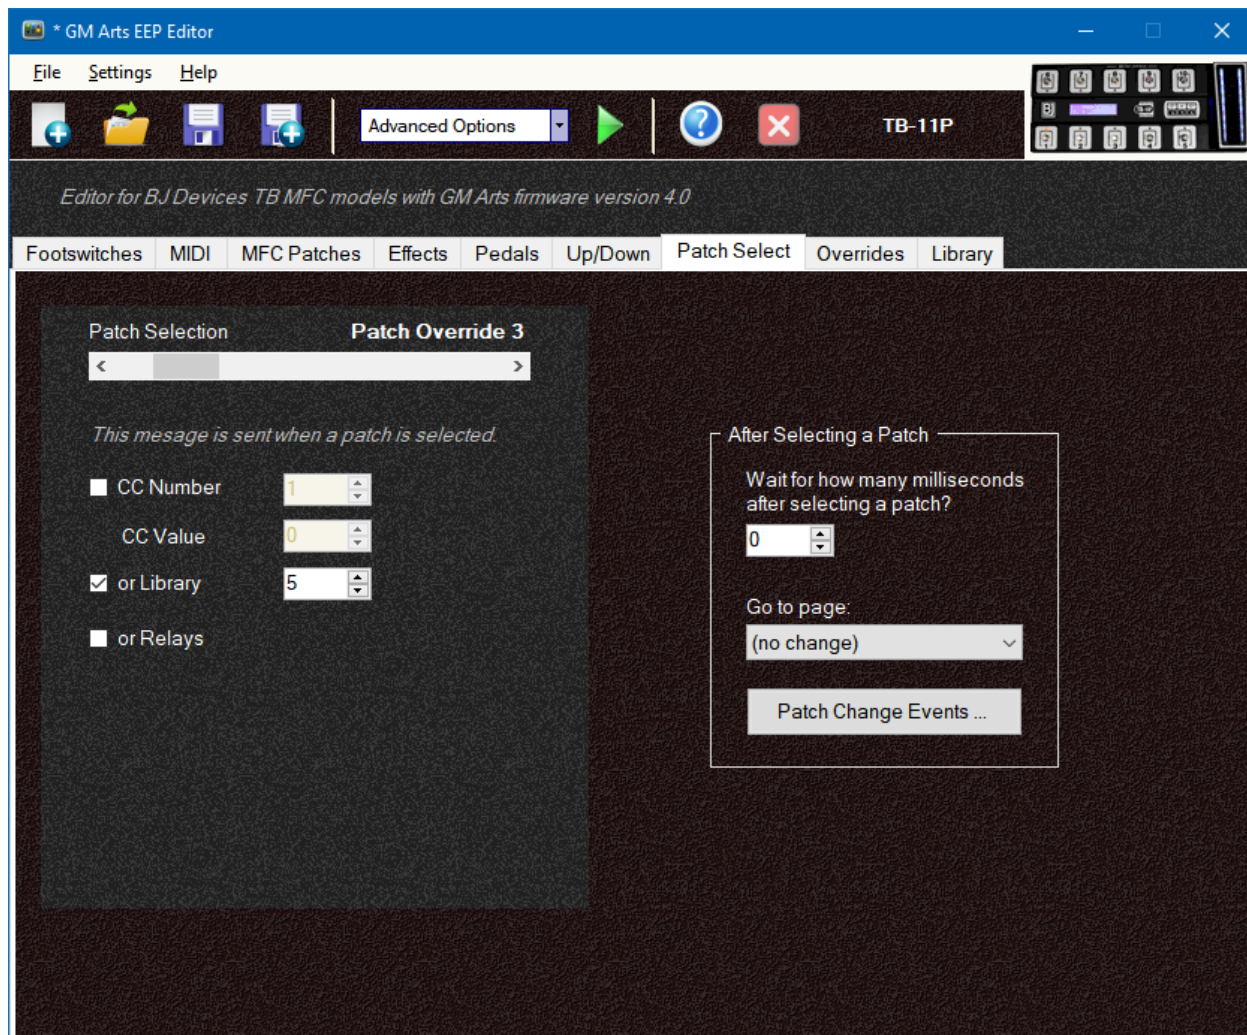 * GM Arts EEP Editor
File Settings Help
Advanced Options
TB-11P
Editor for BJ Devices TB MFC models with GM Arts firmware version 4.0
Footswitches MIDI MFC Patches Effects Pedals Up/Down Patch Select Overrides Library
Patch Selection Patch Override 3
This mesage is sent when a patch is selected.
CC Number 1
CC Value 0
or Library 5
or Relays
After Selecting a Patch
Wait for how many milliseconds
after selecting a patch?
0
Go to page:
(no change)
Patch Change Events ...